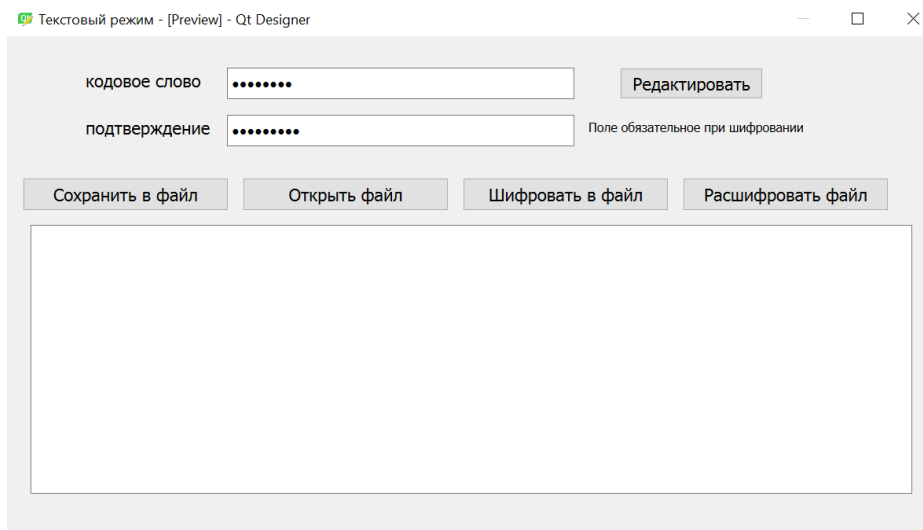 Текстовый режим - [Preview] - Qt Designer
кодовое слово ●●●●●●●● Редактировать
подтверждение ●●●●●●●●● Поле обязательное при шифровании
Сохранить в файл Открыть файл Шифровать в файл Расшифровать файл